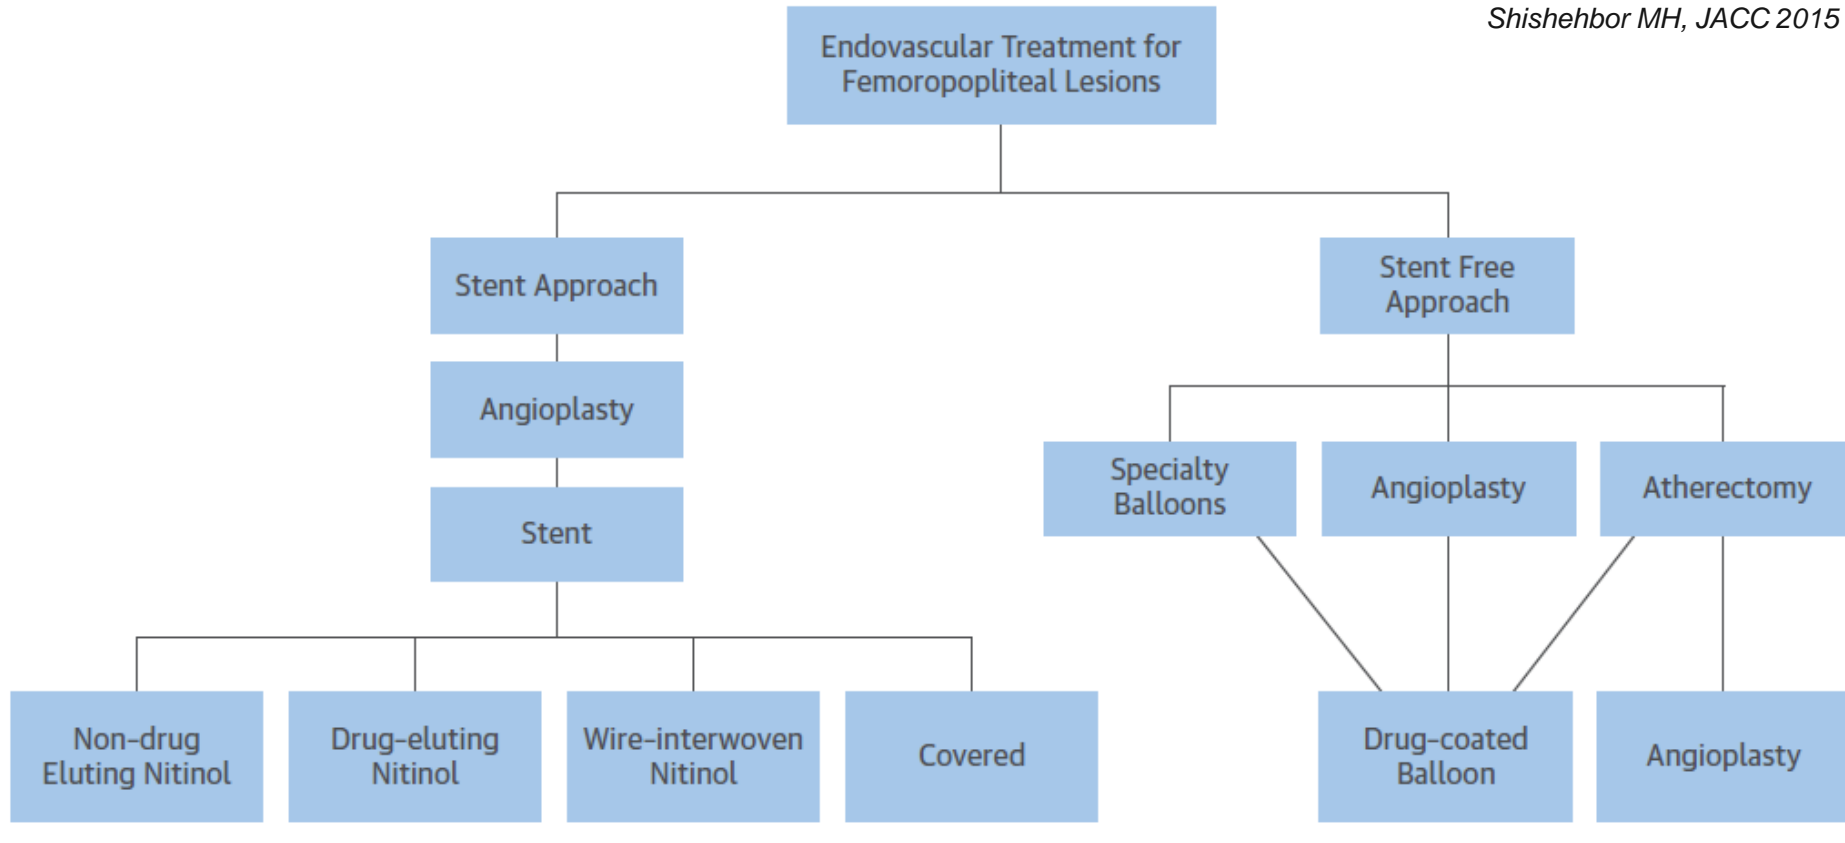 Shishehbor MH, JACC 2015
Endovascular Treatment for
Femoropopliteal Lesions
Stent Approach
Stent Free
Approach
Angioplasty
Specialty
Balloons
Angioplasty
Atherectomy
Stent
Non-drug
Eluting Nitinol
Drug-eluting
Nitinol
Wire-interwoven
Nitinol
Covered
Drug-coated
Balloon
Angioplasty